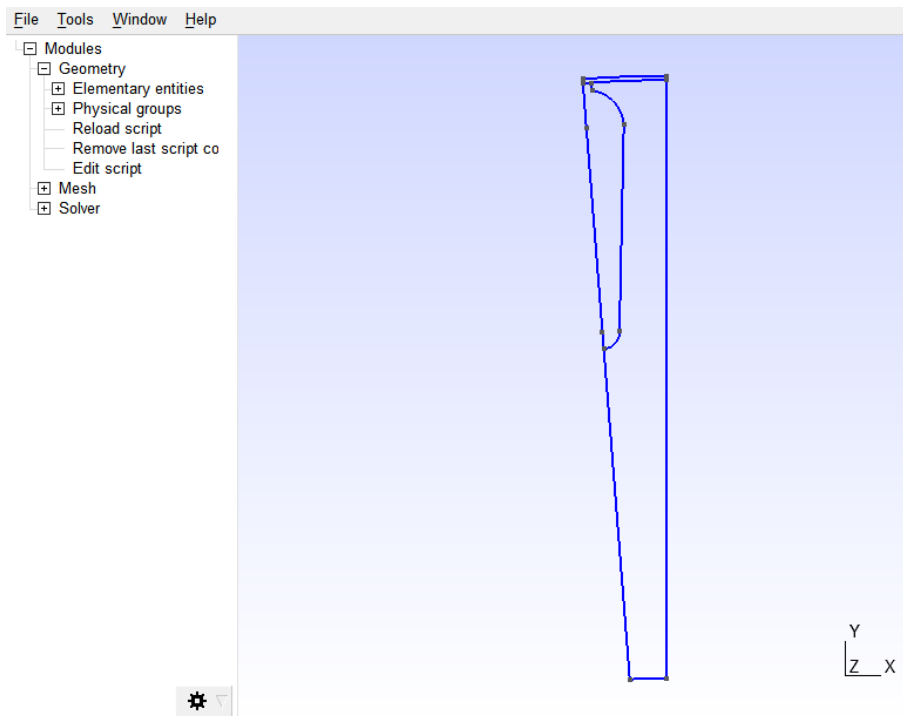 File Tools Window Help
Modules
Geometry
Elementary entities
Physical groups
Reload script
Remove last script co
Edit script
Mesh
Solver
Y
Z X